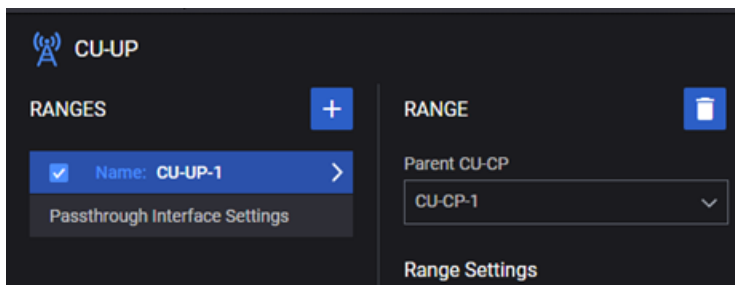 CU-UP
RANGES
+
Name: CU-UP-1
Passthrough Interface Settings
RANGE
Parent CU-CP
CU-CP-1
Range Settings